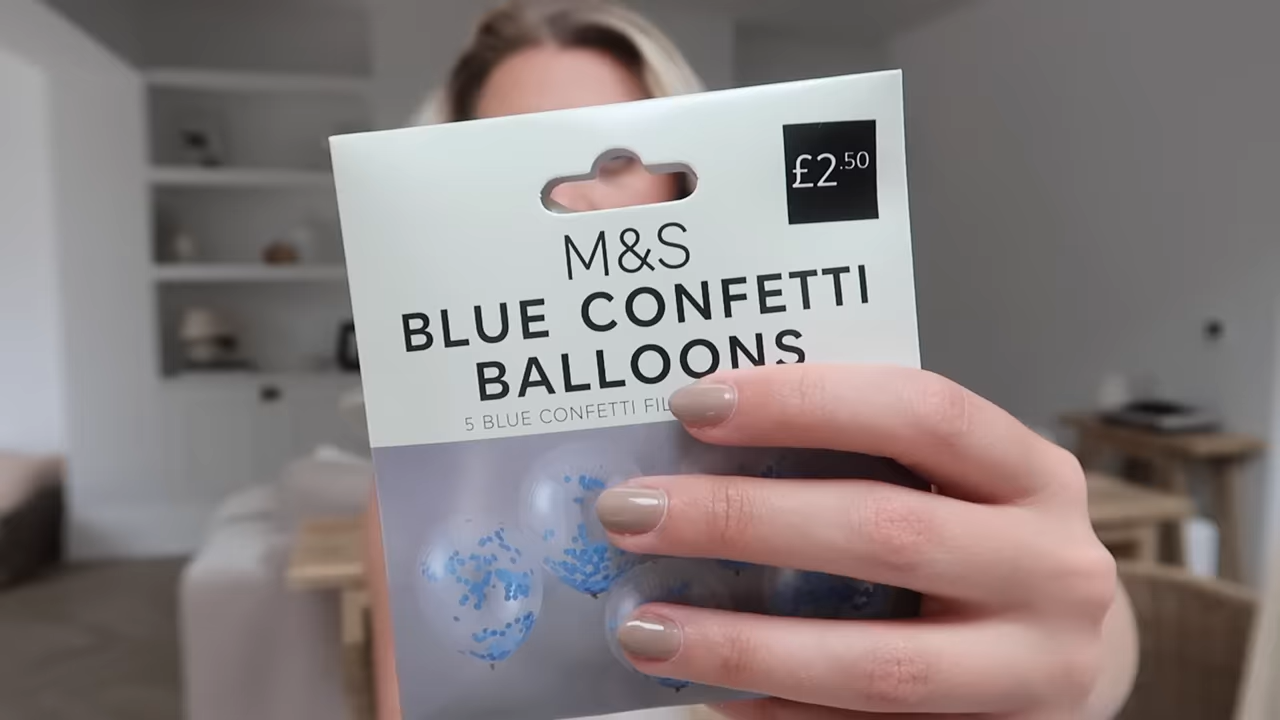 £2.50
M&S
BLUE CONFETTI
BALLOONS
5 BLUE CONFETTI